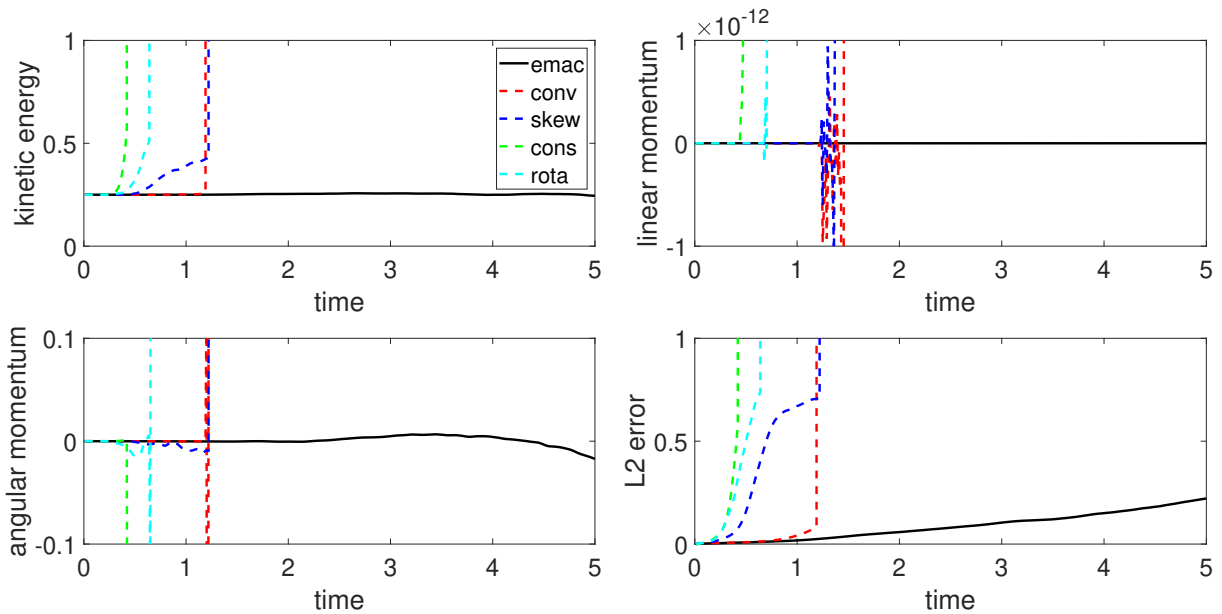 kinetic energy
1
0.5
0
0 1 2 3 4 5
time
emac
conv
skew
cons
rota
×10^-12
linear momentum
1
0
-1
0 1 2 3 4 5
time
angular momentum
0.1
0
-0.1
0 1 2 3 4 5
time
L2 error
1
0.5
0
0 1 2 3 4 5
time